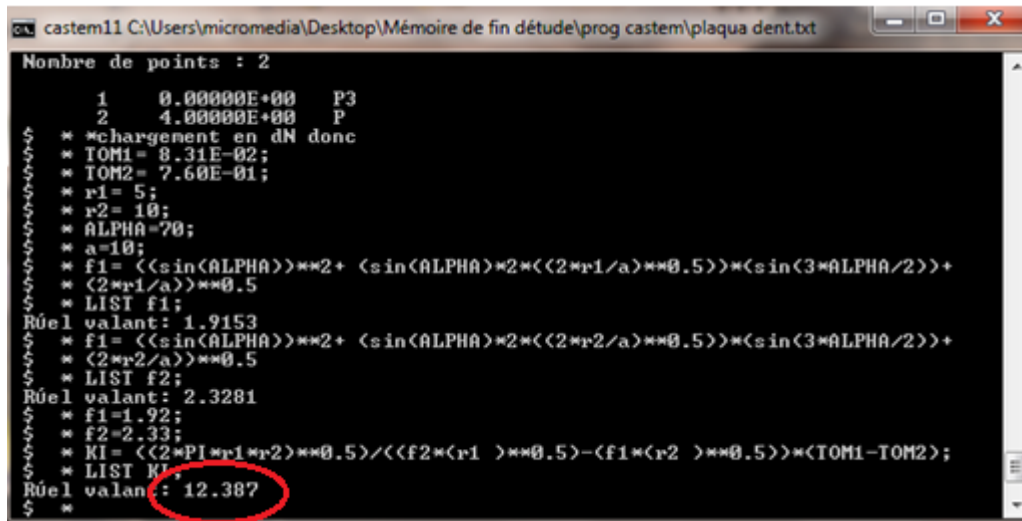 castem11 C:\Users\micromedia\Desktop\Mémoire de fin détude\prog castem\plaqua dent.txt
Nombre de points : 2
1 0.00000E+00 P3
2 4.00000E+00 P
$ * *chargement en dN donc
$ * TOM1= 8.31E-02;
$ * TOM2= 7.60E-01;
$ * r1= 5;
$ * r2= 10;
$ * ALPHA=70;
$ * a=10;
$ * f1= ((sin(ALPHA))**2+ (sin(ALPHA)*2*((2*r1/a)**0.5))*(sin(3*ALPHA/2))+
$ * (2*r1/a))**0.5
$ * LIST f1;
Rúel valant: 1.9153
$ * f1= ((sin(ALPHA))**2+ (sin(ALPHA)*2*((2*r2/a)**0.5))*(sin(3*ALPHA/2))+
$ * (2*r2/a))**0.5
$ * LIST f2;
Rúel valant: 2.3281
$ * f1=1.92;
$ * f2=2.33;
$ * KI= ((2*PI*r1*r2)**0.5)/((f2*(r1 )**0.5)-(f1*(r2 )**0.5))*(TOM1-TOM2);
$ * LIST KI;
Rúel valant: 12.387
$ *